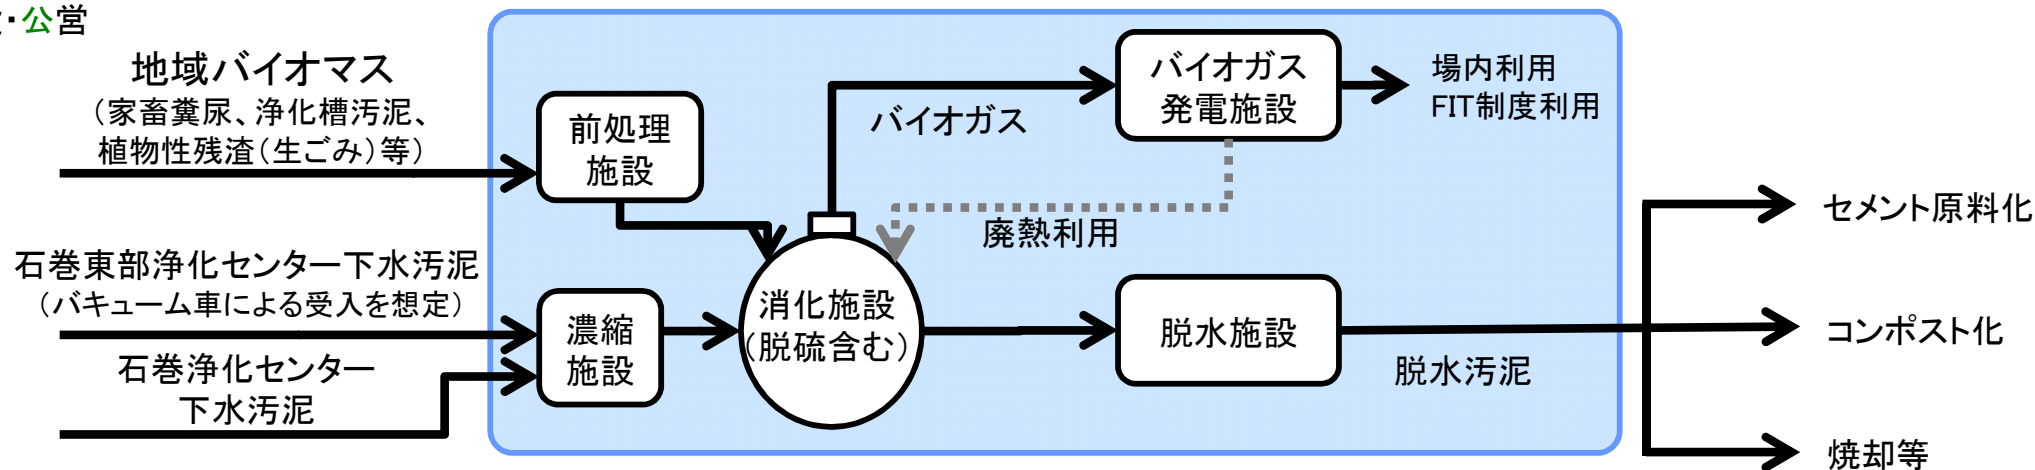 ・公営
地域バイオマス
（家畜糞尿、浄化槽汚泥、
植物性残渣（生ごみ）等）
石巻東部浄化センター下水汚泥
（バキューム車による受入を想定）
石巻浄化センター
下水汚泥
前処理
施設
濃縮
施設
消化施設
（脱硫含む）
バイオガス
バイオガス
発電施設
場内利用
FIT制度利用
廃熱利用
脱水施設
脱水汚泥
セメント原料化
コンポスト化
焼却等